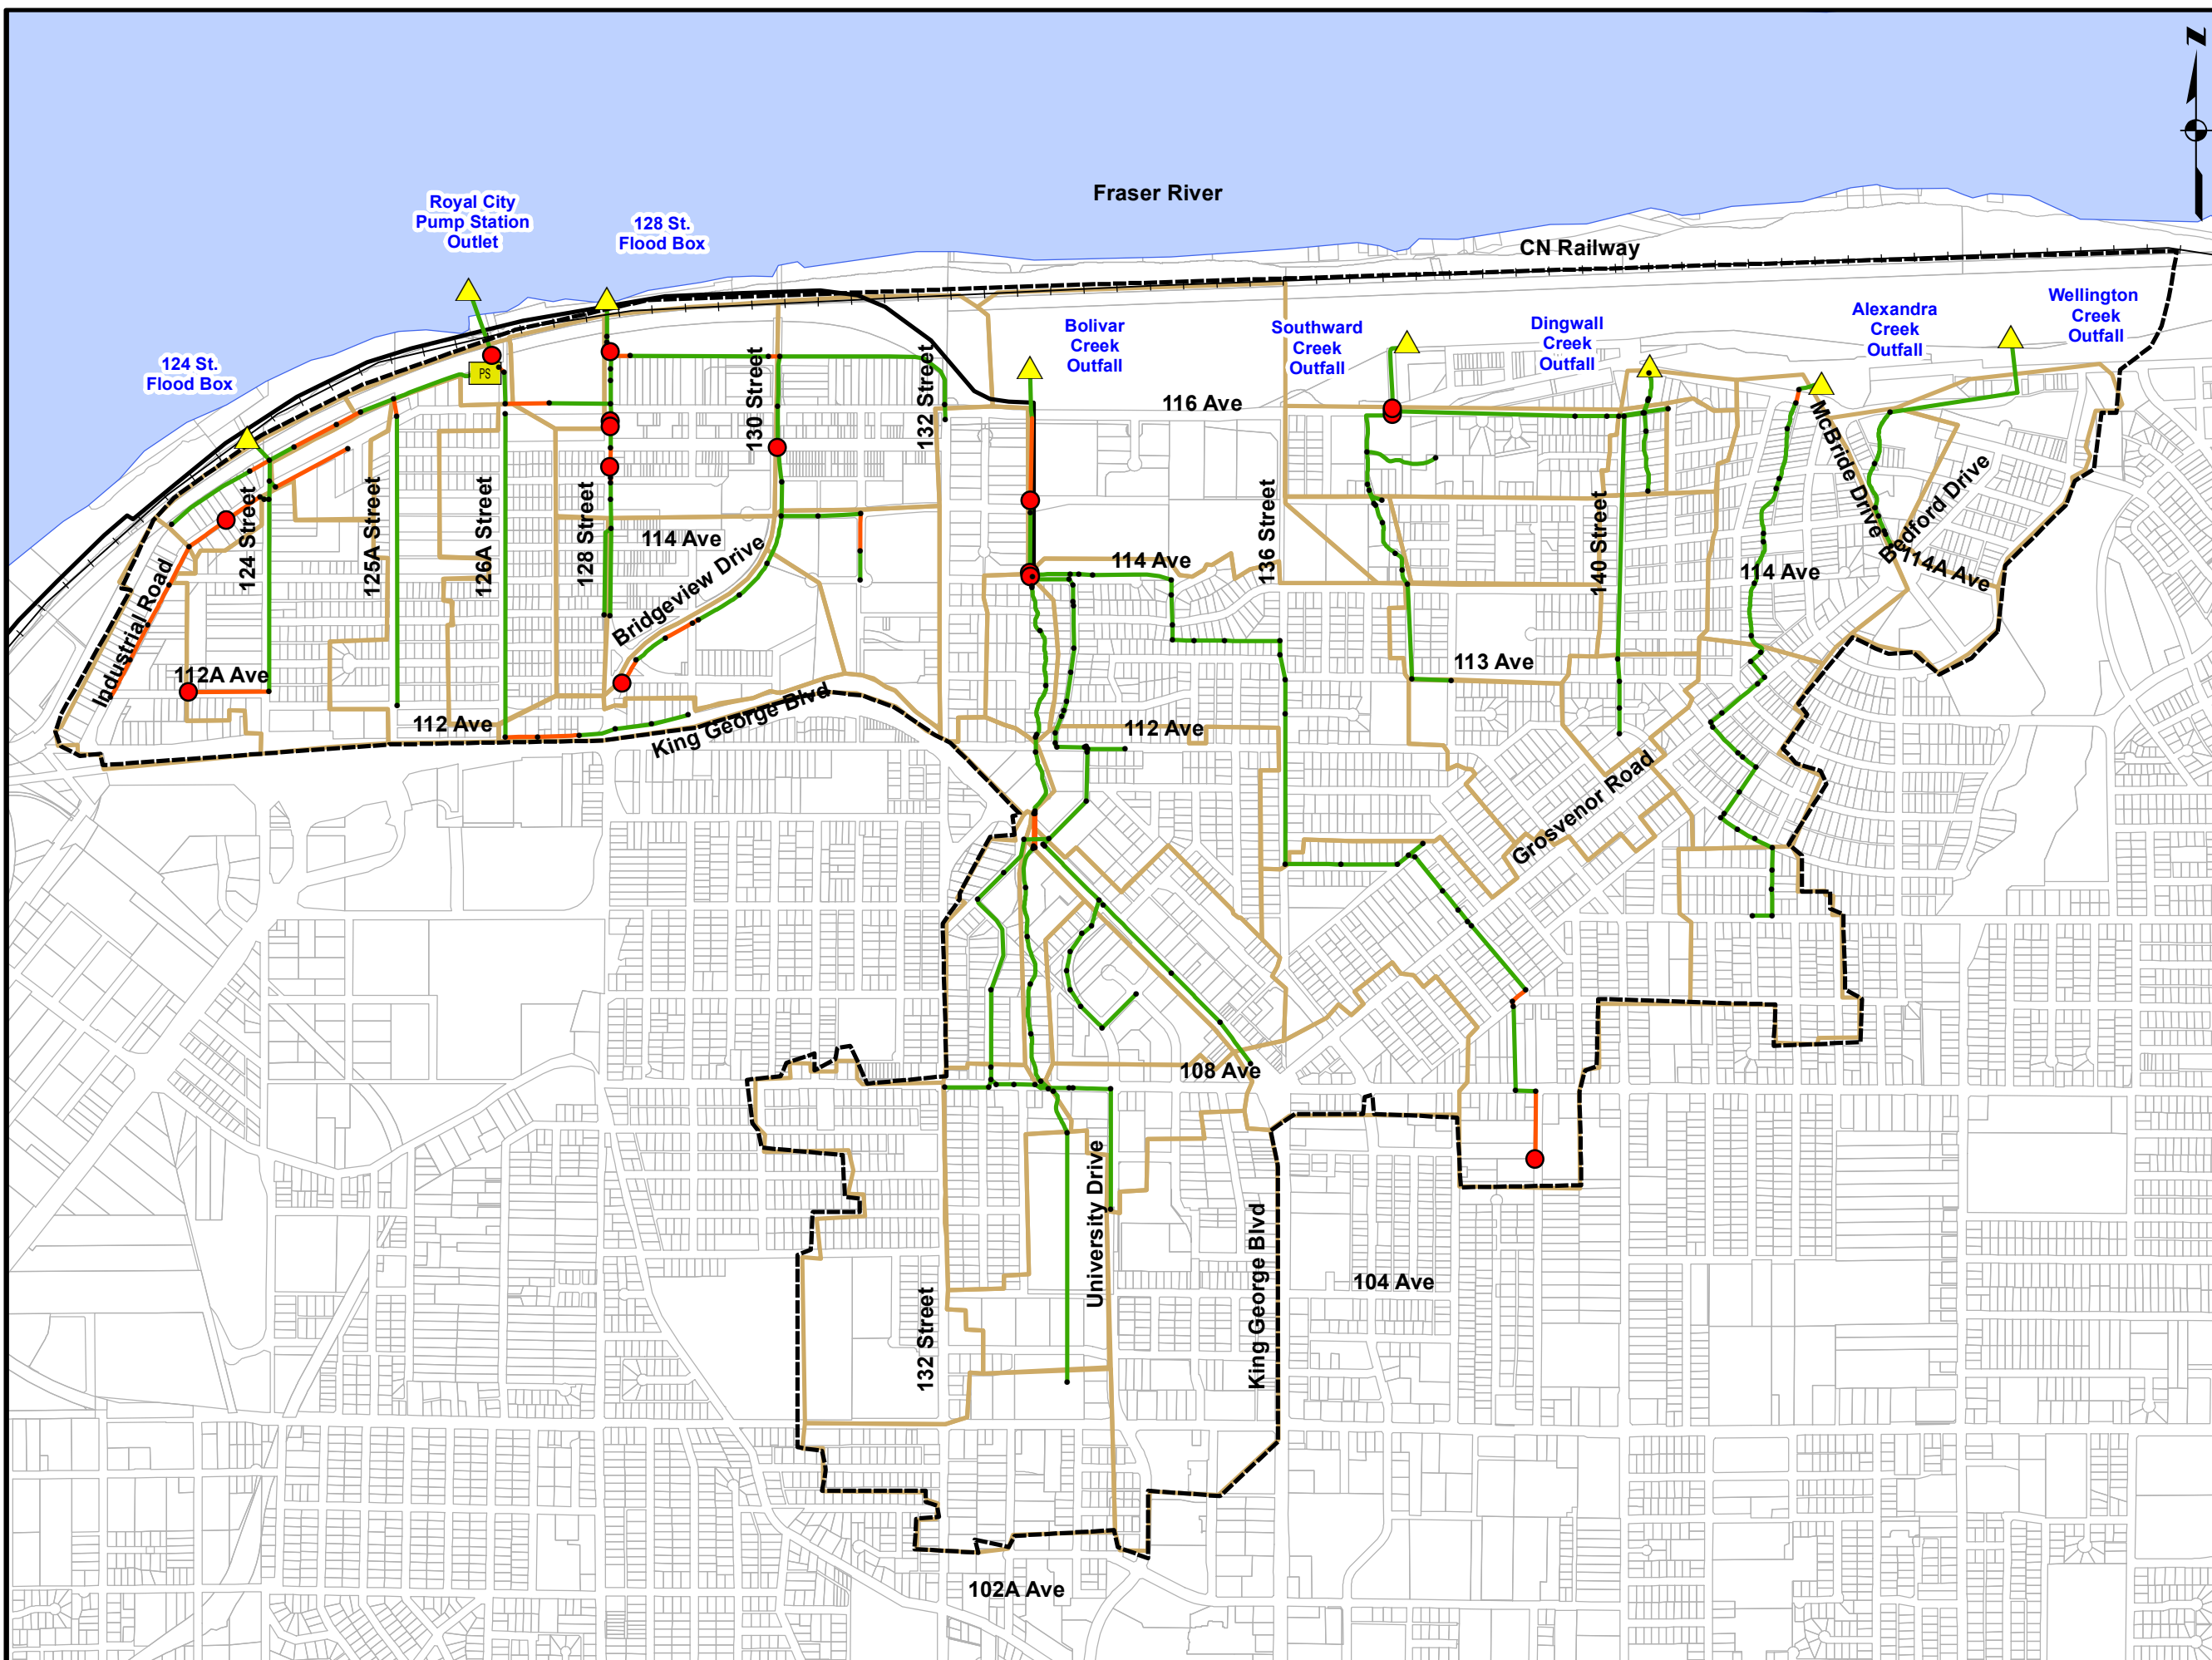 N
Fraser River
Royal City
Pump Station
Outlet
128 St.
Flood Box
CN Railway
Wellington
Creek
Outfall
Alexandra
Creek
Outfall
Bolivar
Creek
Outfall
Southward
Creek
Outfall
Dingwall
Creek
Outfall
124 St.
Flood Box
PS
130 Street
132 Street
116 Ave
McBride Drive
Bedford Drive
124 Street
125A Street
126A Street
128 Street
114 Ave
Bridgeview Drive
114 Ave
136 Street
140 Street
114 Ave
114A Ave
Industrial Road
112A Ave
113 Ave
112 Ave
King George Blvd
112 Ave
Grosvenor Road
108 Ave
University Drive
King George Blvd
104 Ave
132 Street
102A Ave